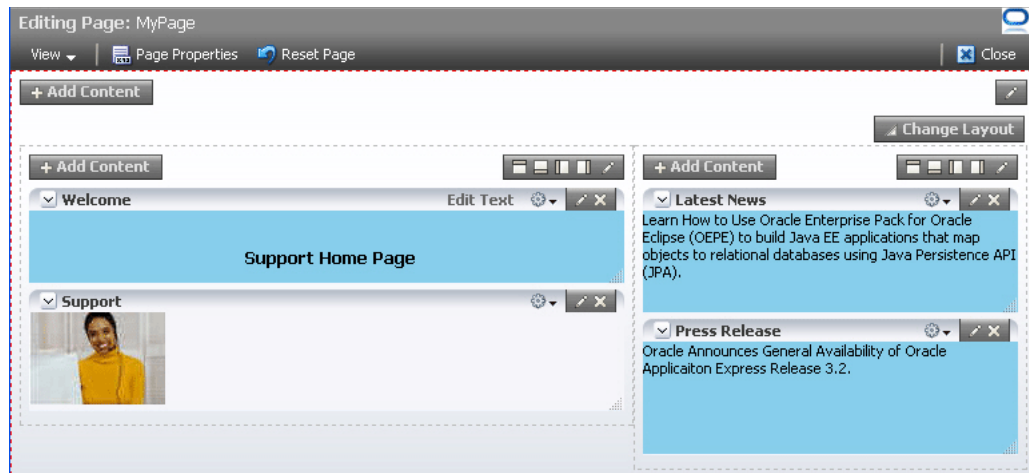 Editing Page: MyPage
View Page Properties Reset Page Close
+ Add Content
Change Layout
+ Add Content
Welcome Edit Text
Support Home Page
Support
+ Add Content
Latest News
Learn How to Use Oracle Enterprise Pack for Oracle
Eclipse (OEPE) to build Java EE applications that map
objects to relational databases using Java Persistence API
(JPA).
Press Release
Oracle Announces General Availability of Oracle
Applicaiton Express Release 3.2.